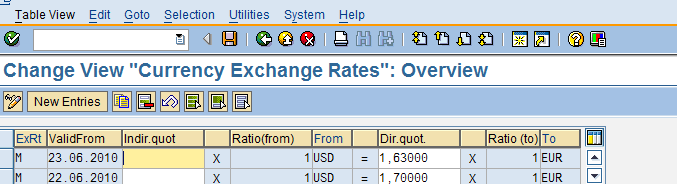 Table View Edit Goto Selection Utilities System Help
Change View "Currency Exchange Rates": Overview
New Entries
ExRt ValidFrom Indir.quot Ratio(from) From Dir.quot. Ratio (to) To
M 23.06.2010 X 1 USD = 1,63000 X 1 EUR
M 22.06.2010 X 1 USD = 1,70000 X 1 EUR